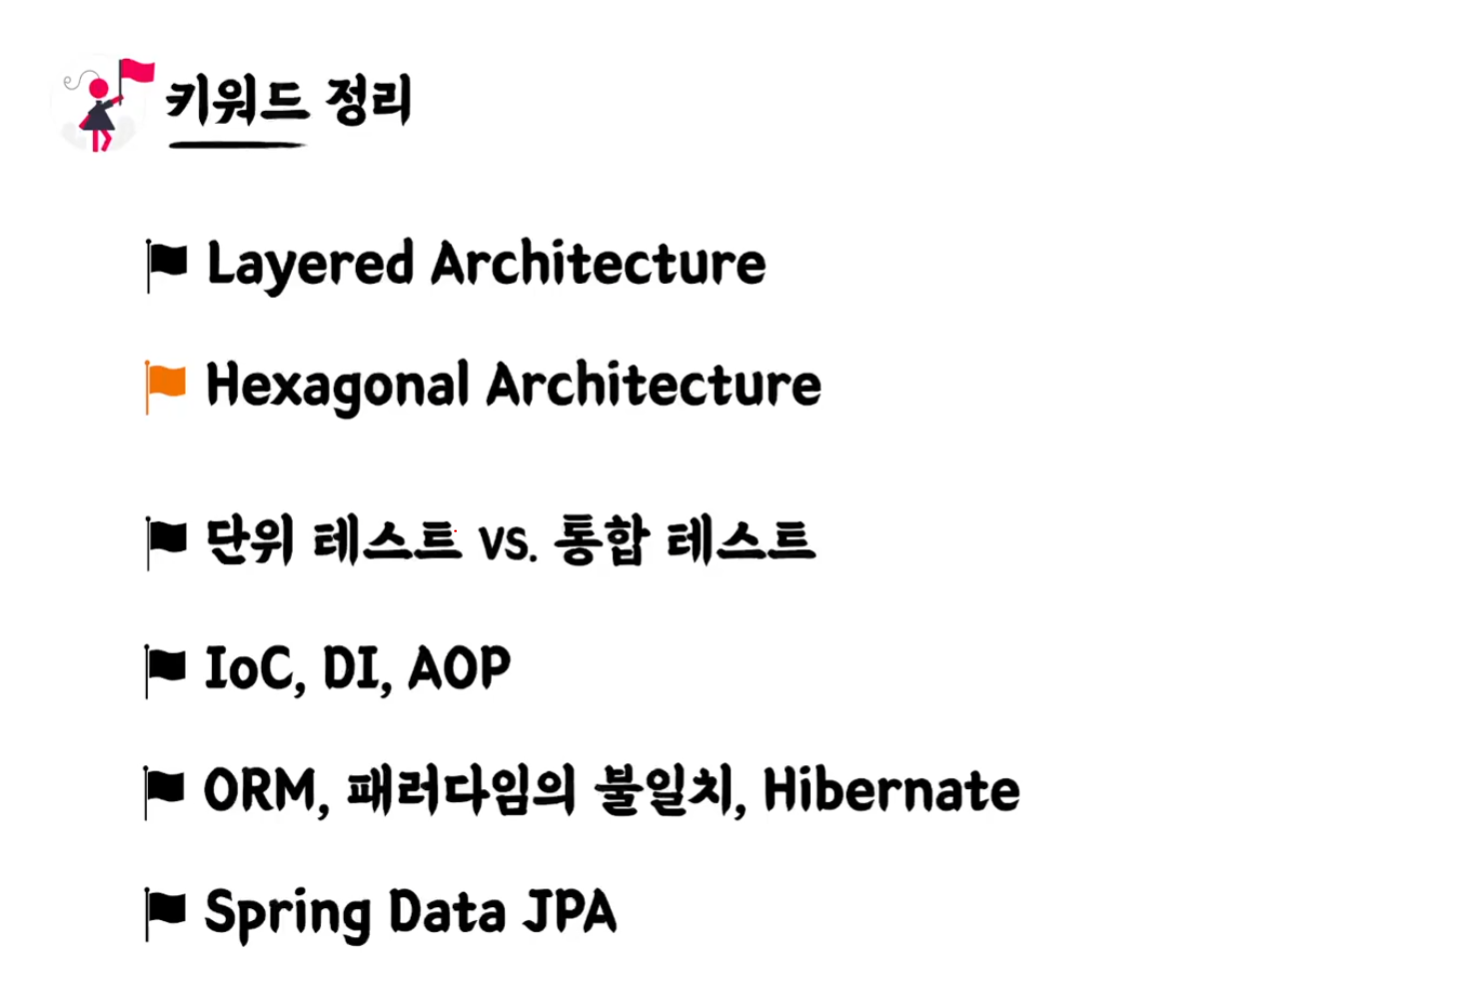 키워드 정리
Layered Architecture
Hexagonal Architecture
단위 테스트 vs. 통합 테스트
IoC, DI, AOP
ORM, 패러다임의 불일치, Hibernate
Spring Data JPA